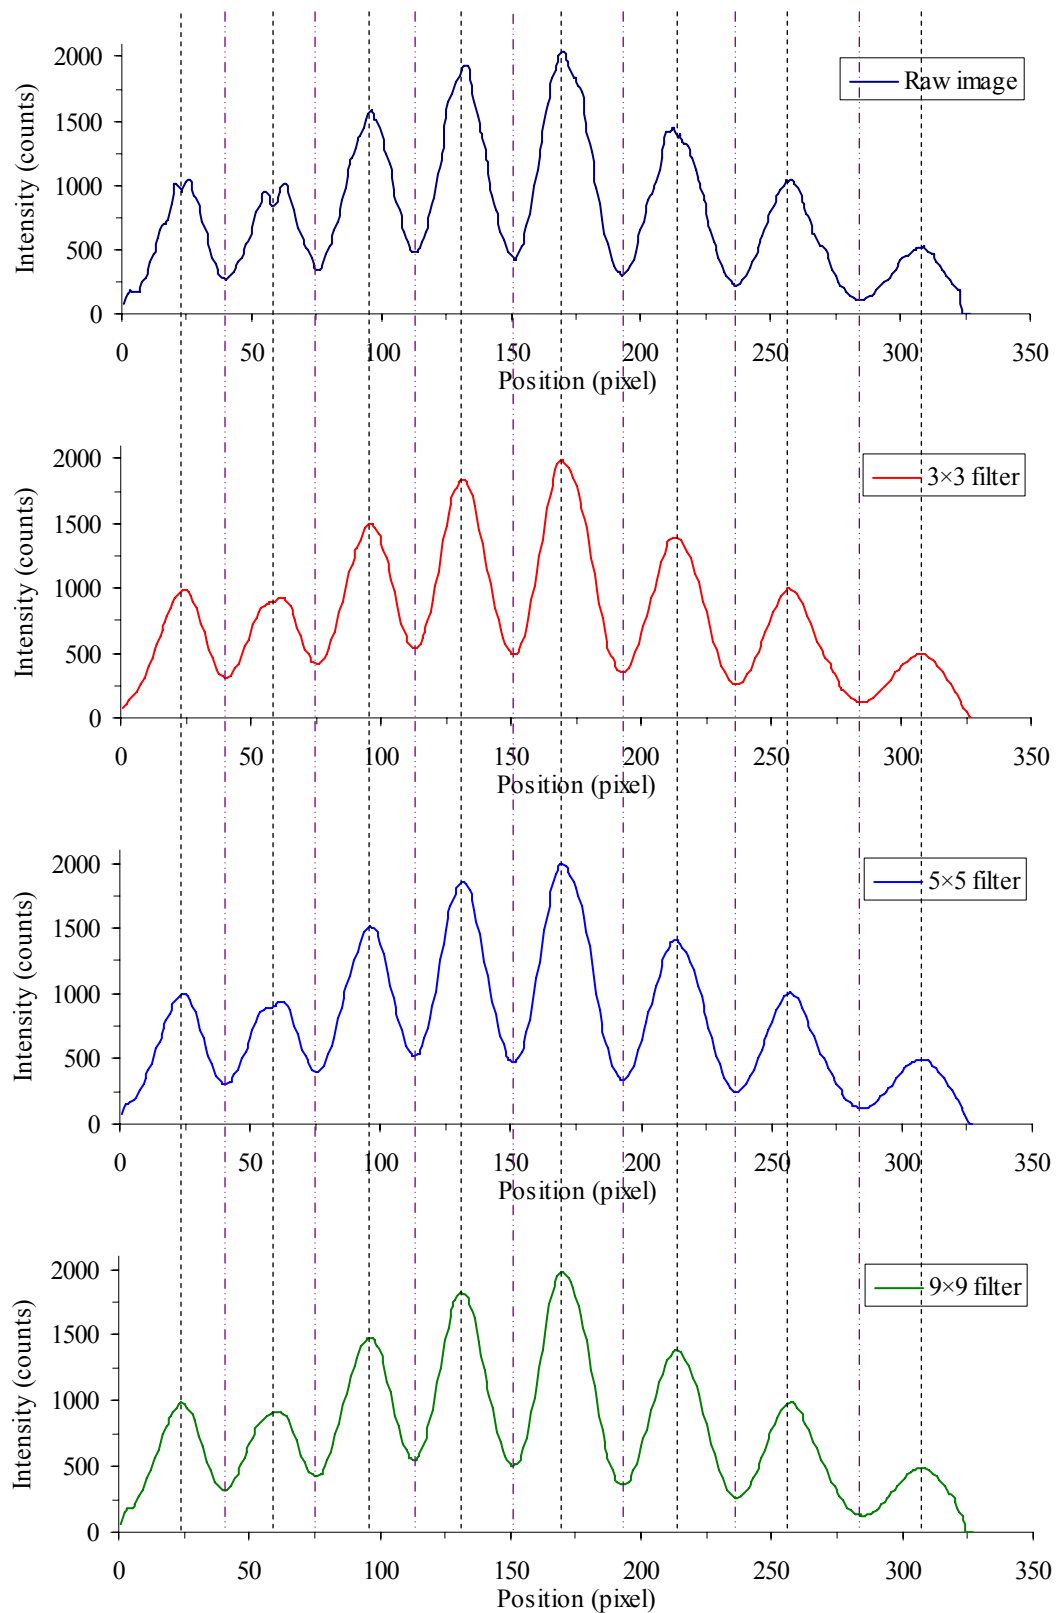 Intensity (counts)
2000
1500
1000
500
0
Raw image
0 50 100 150 200 250 300 350
Position (pixel)
Intensity (counts)
2000
1500
1000
500
0
3×3 filter
0 50 100 150 200 250 300 350
Position (pixel)
Intensity (counts)
2000
1500
1000
500
0
5×5 filter
0 50 100 150 200 250 300 350
Position (pixel)
Intensity (counts)
2000
1500
1000
500
0
9×9 filter
0 50 100 150 200 250 300 350
Position (pixel)